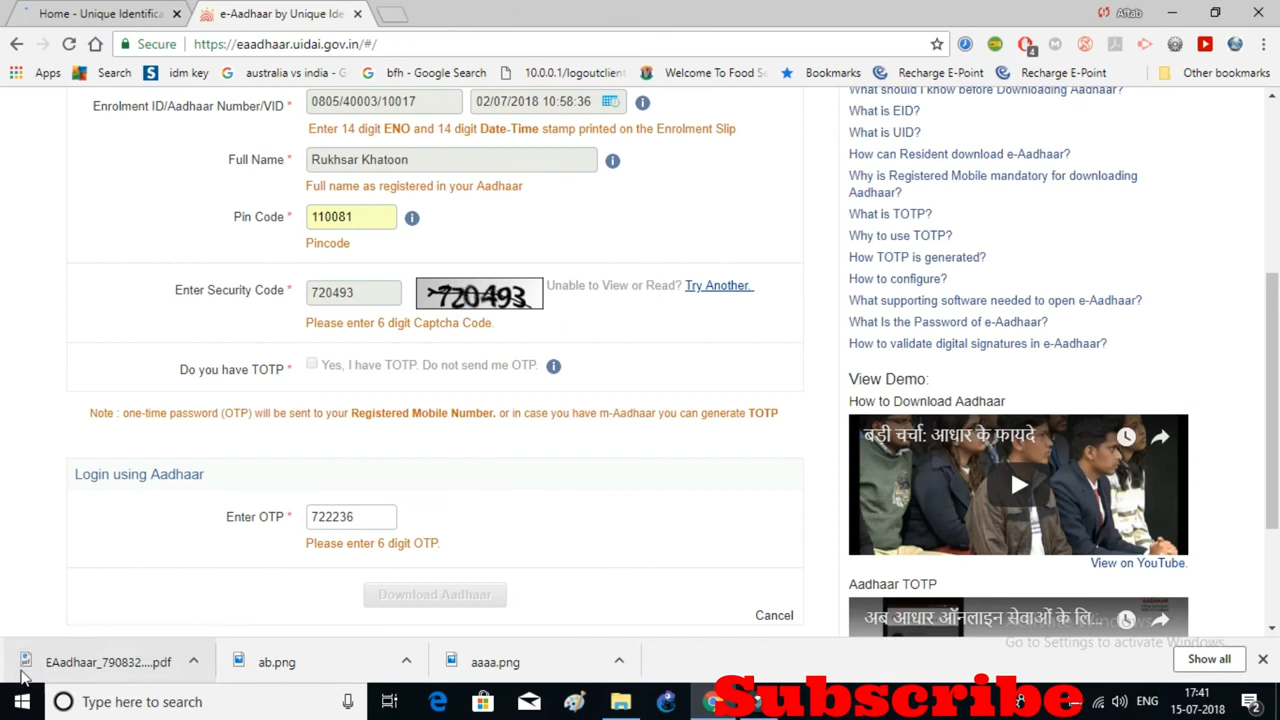 Home - Unique Identifica
e-Aadhaar by Unique Ide
Aftab
Secure
https://eaadhaar.uidai.gov.in/#/
4
Apps
Search
idm key
australia vs india - G
bfh - Google Search
10.0.0.1/logoutclient
Welcome To Food Se
Bookmarks
Recharge E-Point
Recharge E-Point
Other bookmarks
Enrolment ID/Aadhaar Number/VID *
0805/40003/10017
02/07/2018 10:58:36
Enter 14 digit ENO and 14 digit Date-Time stamp printed on the Enrolment Slip
Full Name *
Rukhsar Khatoon
Full name as registered in your Aadhaar
Pin Code *
110081
Pincode
Enter Security Code *
720493
720493
Unable to View or Read? Try Another.
Please enter 6 digit Captcha Code.
Do you have TOTP *
Yes, I have TOTP. Do not send me OTP.
Note : one-time password (OTP) will be sent to your Registered Mobile Number. or in case you have m-Aadhaar you can generate TOTP
Login using Aadhaar
Enter OTP *
722236
Please enter 6 digit OTP.
Download Aadhaar
Cancel
What should I know before Downloading Aadhaar?
What is EID?
What is UID?
How can Resident download e-Aadhaar?
Why is Registered Mobile mandatory for downloading
Aadhaar?
What is TOTP?
Why to use TOTP?
How TOTP is generated?
How to configure?
What supporting software needed to open e-Aadhaar?
What Is the Password of e-Aadhaar?
How to validate digital signatures in e-Aadhaar?
View Demo:
How to Download Aadhaar
बड़ी चर्चा: आधार के फायदे
View on YouTube.
Aadhaar TOTP
अब आधार ऑनलाइन सेवाओं के लि...
Activate Windows
Go to Settings to activate Windows.
EAadhaar_790832....pdf
ab.png
aaaa.png
Show all
Type here to search
Subscribe
ENG
17:41
15-07-2018
2